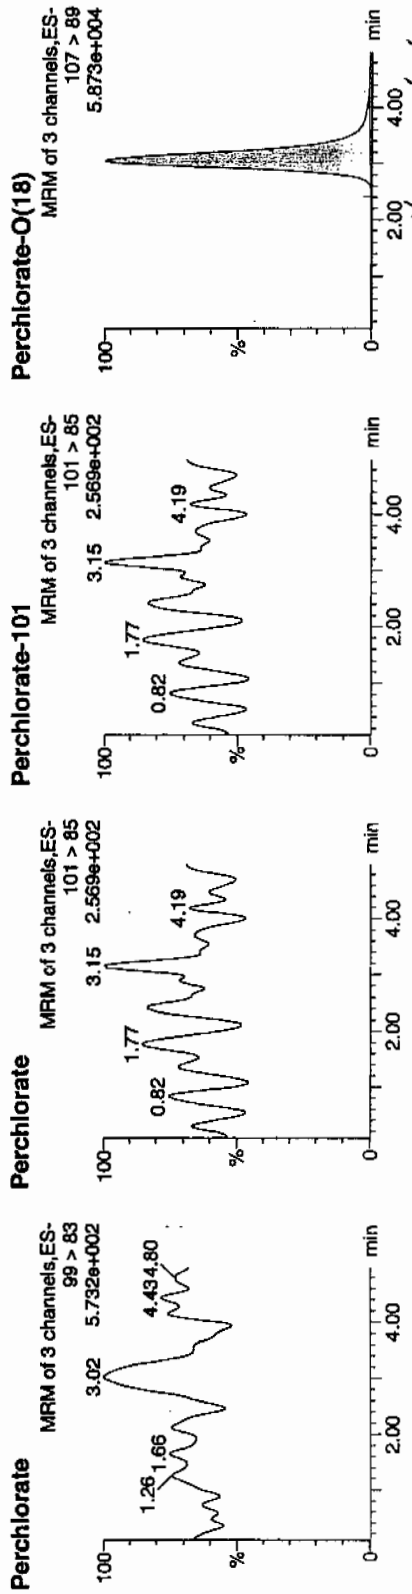 Perchlorate
MRM of 3 channels,ES-
99 > 83
5.732e+002
3.02
1.26
1.66
4.43
4.80
100
%
0
2.00
4.00
min
Perchlorate
MRM of 3 channels,ES-
101 > 85
2.569e+002
3.15
0.82
1.77
4.19
100
%
0
2.00
4.00
min
Perchlorate-101
MRM of 3 channels,ES-
101 > 85
2.569e+002
3.15
0.82
1.77
4.19
100
%
0
2.00
4.00
min
Perchlorate-O(18)
MRM of 3 channels,ES-
107 > 89
5.873e+004
100
%
0
2.00
4.00
min